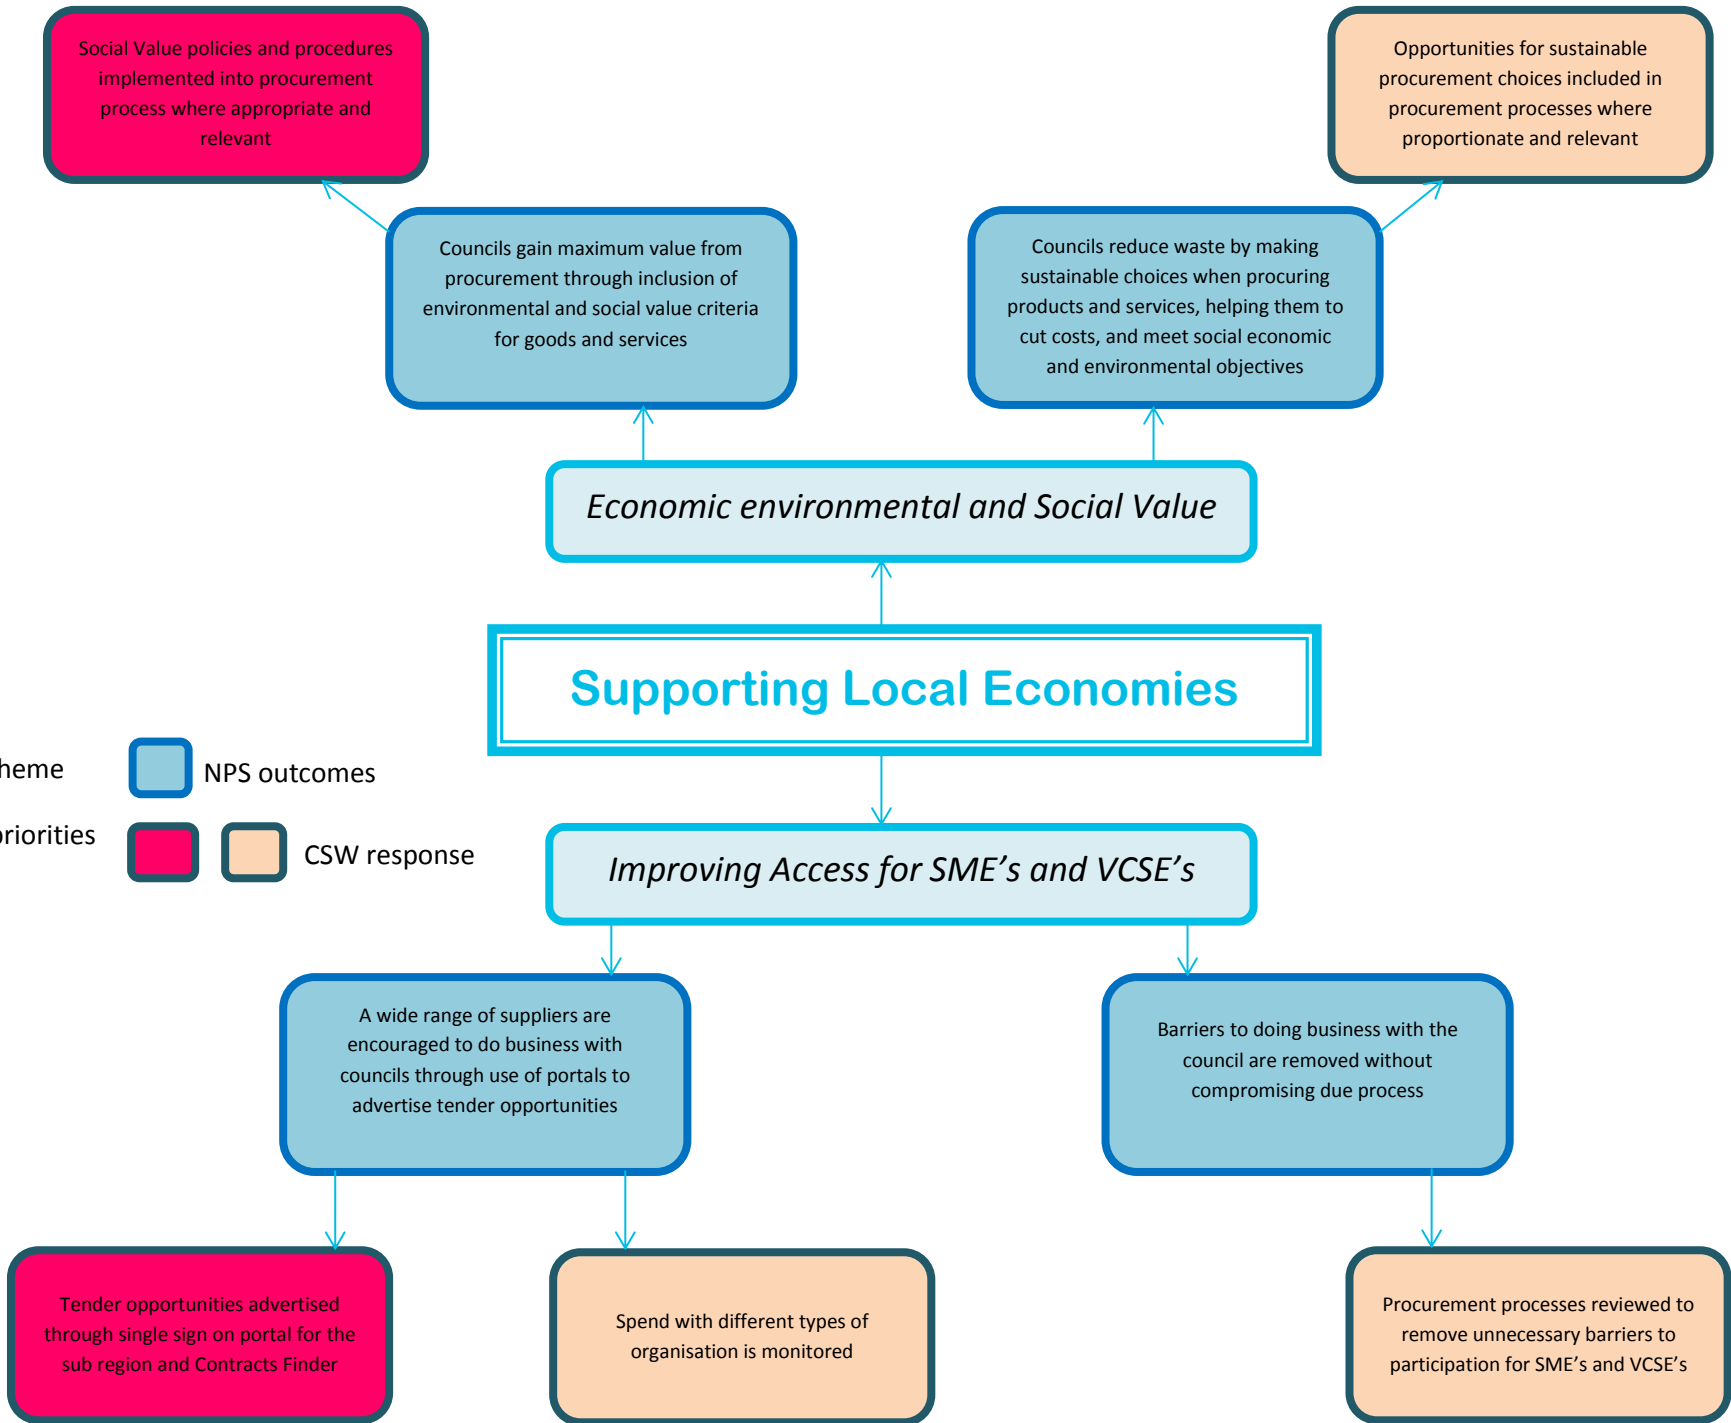 Social Value policies and procedures
implemented into procurement
process where appropriate and
relevant
Opportunities for sustainable
procurement choices included in
procurement processes where
proportionate and relevant
Councils gain maximum value from
procurement through inclusion of
environmental and social value criteria
for goods and services
Councils reduce waste by making
sustainable choices when procuring
products and services, helping them to
cut costs, and meet social economic
and environmental objectives
Economic environmental and Social Value
Supporting Local Economies
heme
NPS outcomes
priorities
CSW response
Improving Access for SME’s and VCSE’s
A wide range of suppliers are
encouraged to do business with
councils through use of portals to
advertise tender opportunities
Barriers to doing business with the
council are removed without
compromising due process
Tender opportunities advertised
through single sign on portal for the
sub region and Contracts Finder
Spend with different types of
organisation is monitored
Procurement processes reviewed to
remove unnecessary barriers to
participation for SME’s and VCSE’s